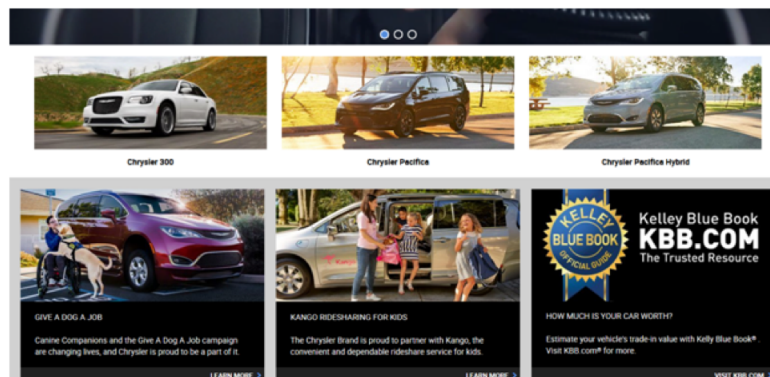 Chrysler 300
Chrysler Pacifica
Chrysler Pacifica Hybrid
GIVE A DOG A JOB
Canine Companions and the Give A Dog A Job campaign
are changing lives, and Chrysler is proud to be a part of it.
LEARN MORE >
KANGO RIDESHARING FOR KIDS
The Chrysler Brand is proud to partner with Kango, the
convenient and dependable rideshare service for kids.
LEARN MORE >
KELLEY
BLUE BOOK
OFFICIAL GUIDE
Kelley Blue Book
KBB.COM
The Trusted Resource
HOW MUCH IS YOUR CAR WORTH?
Estimate your vehicle's trade-in value with Kelly Blue Book® .
Visit KBB.com® for more.
VISIT KBB.COM >